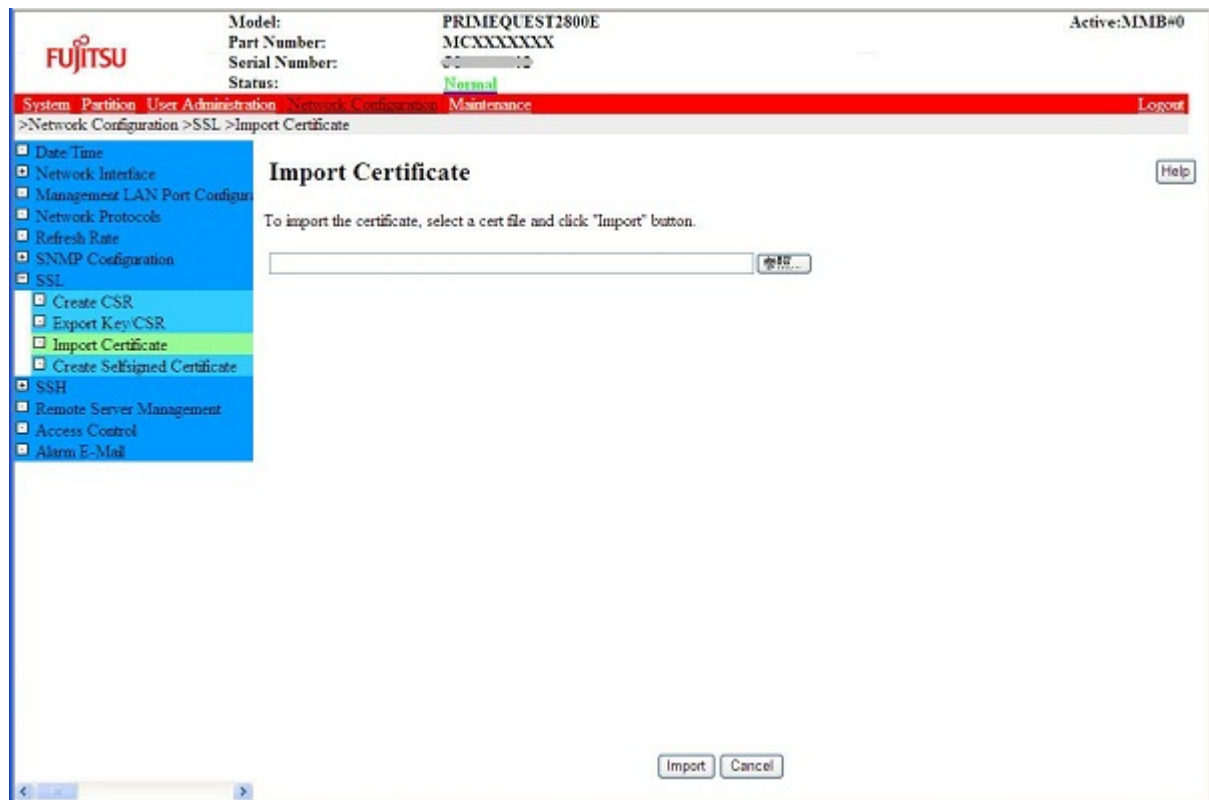 FUJITSU
Model: PRIMEQUEST2800E Active:MMB#0
Part Number: MCXXXXXXX
Serial Number:
Status: Normal
System Partition User Administration Network Configuration Maintenance Logout
>Network Configuration >SSL >Import Certificate
Date/Time
Network Interface
Management LAN Port Configur
Network Protocols
Refresh Rate
SNMP Configuration
SSL
Create CSR
Export Key/CSR
Import Certificate
Create Selfsigned Certificate
SSH
Remote Server Management
Access Control
Alarm E-Mail
Import Certificate
Help
To import the certificate, select a cert file and click "Import" button.
参照...
Import Cancel